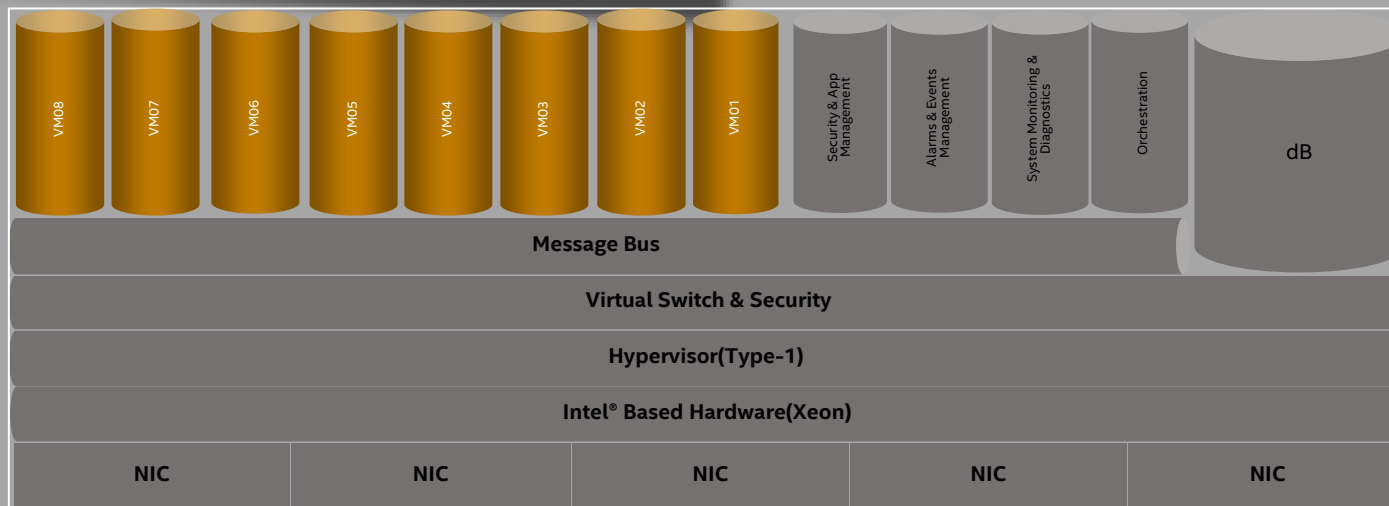 VM08
VM07
VM06
VM05
VM04
VM03
VM02
VM01
Security & App
Management
Alarms & Events
Management
System Monitoring &
Diagnostics
Orchestration
dB
Message Bus
Virtual Switch & Security
Hypervisor(Type-1)
Intel® Based Hardware(Xeon)
NIC
NIC
NIC
NIC
NIC